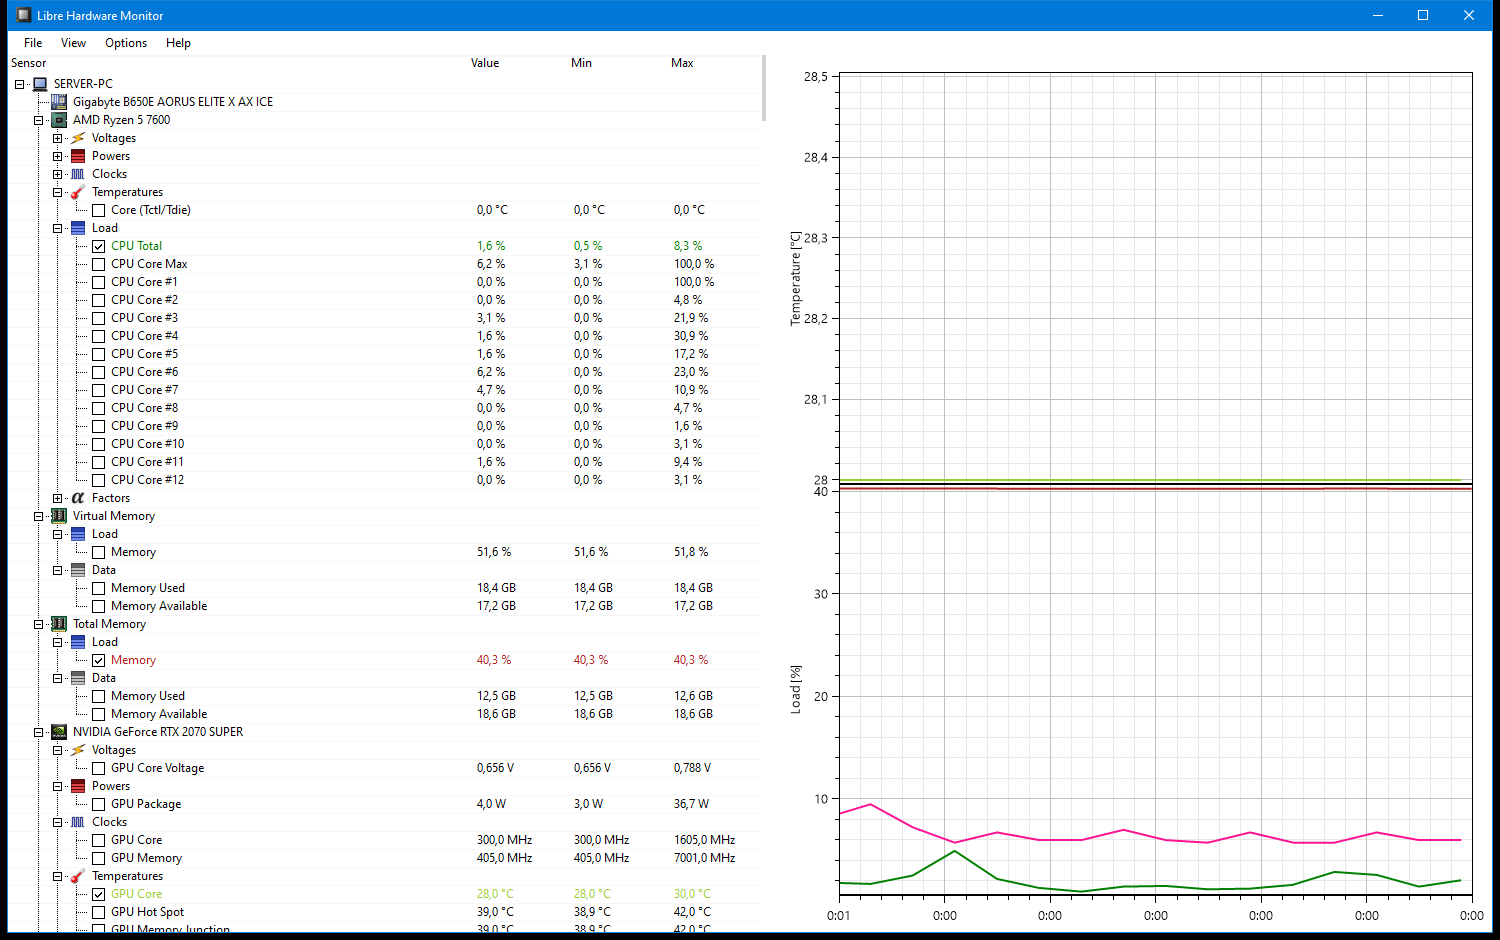 Libre Hardware Monitor
File View Options Help
Sensor Value Min Max
SERVER-PC
Gigabyte B650E AORUS ELITE X AX ICE
AMD Ryzen 5 7600
Voltages
Powers
Clocks
Temperatures
Core (Tctl/Tdie) 0,0 °C 0,0 °C 0,0 °C
Load
CPU Total 1,6 % 0,5 % 8,3 %
CPU Core Max 6,2 % 3,1 % 100,0 %
CPU Core #1 0,0 % 0,0 % 100,0 %
CPU Core #2 0,0 % 0,0 % 4,8 %
CPU Core #3 3,1 % 0,0 % 21,9 %
CPU Core #4 1,6 % 0,0 % 30,9 %
CPU Core #5 1,6 % 0,0 % 17,2 %
CPU Core #6 6,2 % 0,0 % 23,0 %
CPU Core #7 4,7 % 0,0 % 10,9 %
CPU Core #8 0,0 % 0,0 % 4,7 %
CPU Core #9 0,0 % 0,0 % 1,6 %
CPU Core #10 0,0 % 0,0 % 3,1 %
CPU Core #11 1,6 % 0,0 % 9,4 %
CPU Core #12 0,0 % 0,0 % 3,1 %
α Factors
Virtual Memory
Load
Memory 51,6 % 51,6 % 51,8 %
Data
Memory Used 18,4 GB 18,4 GB 18,4 GB
Memory Available 17,2 GB 17,2 GB 17,2 GB
Total Memory
Load
Memory 40,3 % 40,3 % 40,3 %
Data
Memory Used 12,5 GB 12,5 GB 12,6 GB
Memory Available 18,6 GB 18,6 GB 18,6 GB
NVIDIA GeForce RTX 2070 SUPER
Voltages
GPU Core Voltage 0,656 V 0,656 V 0,788 V
Powers
GPU Package 4,0 W 3,0 W 36,7 W
Clocks
GPU Core 300,0 MHz 300,0 MHz 1605,0 MHz
GPU Memory 405,0 MHz 405,0 MHz 7001,0 MHz
Temperatures
GPU Core 28,0 °C 28,0 °C 30,0 °C
GPU Hot Spot 39,0 °C 38,9 °C 42,0 °C
GPU Memory Junction 39,0 °C 38,9 °C 42,0 °C
28,5
28,4
28,3
28,2
28,1
28
Temperature [°C]
40
30
20
10
Load [%]
0:01 0:00 0:00 0:00 0:00 0:00 0:00